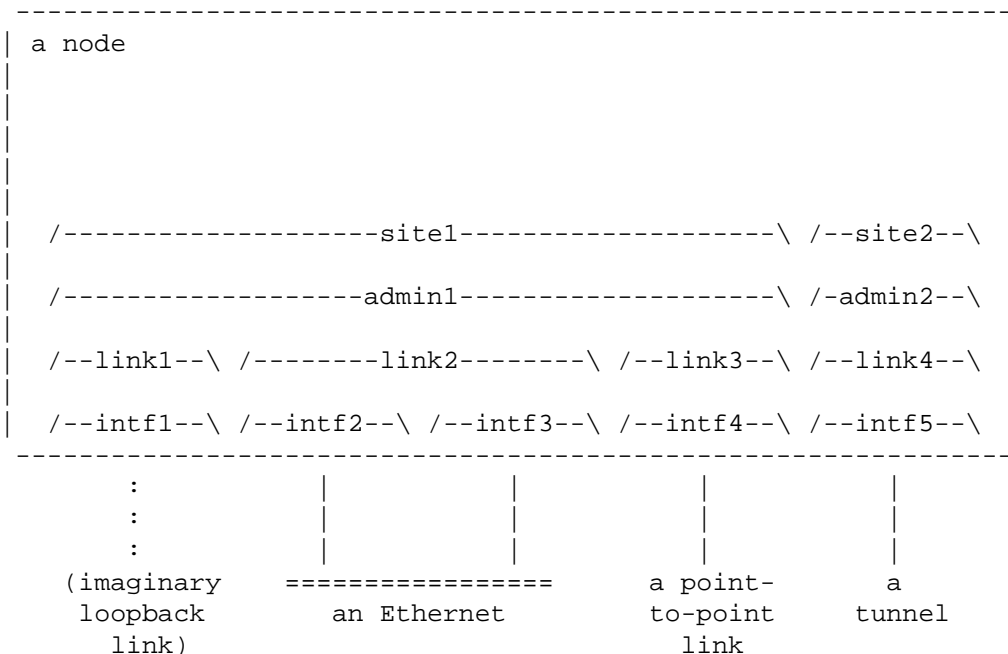 ---------------------------------------------------------------
| a node
|
|
|
|
|
|  /--------------------site1--------------------\ /--site2--\
|
|  /-------------------admin1--------------------\ /-admin2--\
|
|  /--link1--\ /--------link2--------\ /--link3--\ /--link4--\
|
|  /--intf1--\ /--intf2--\ /--intf3--\ /--intf4--\ /--intf5--\
---------------------------------------------------------------
        :           |           |           |           |
        :           |           |           |           |
        :           |           |           |           |
    (imaginary    =================      a point-       a
     loopback        an Ethernet         to-point     tunnel
       link)                               link